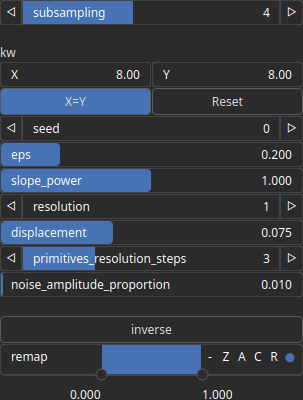 subsampling 4
kw
X 8.00 Y 8.00
X=Y Reset
seed 0
eps 0.200
slope_power 1.000
resolution 1
displacement 0.075
primitives_resolution_steps 3
noise_amplitude_proportion 0.010
inverse
remap - Z A C R
0.000 1.000